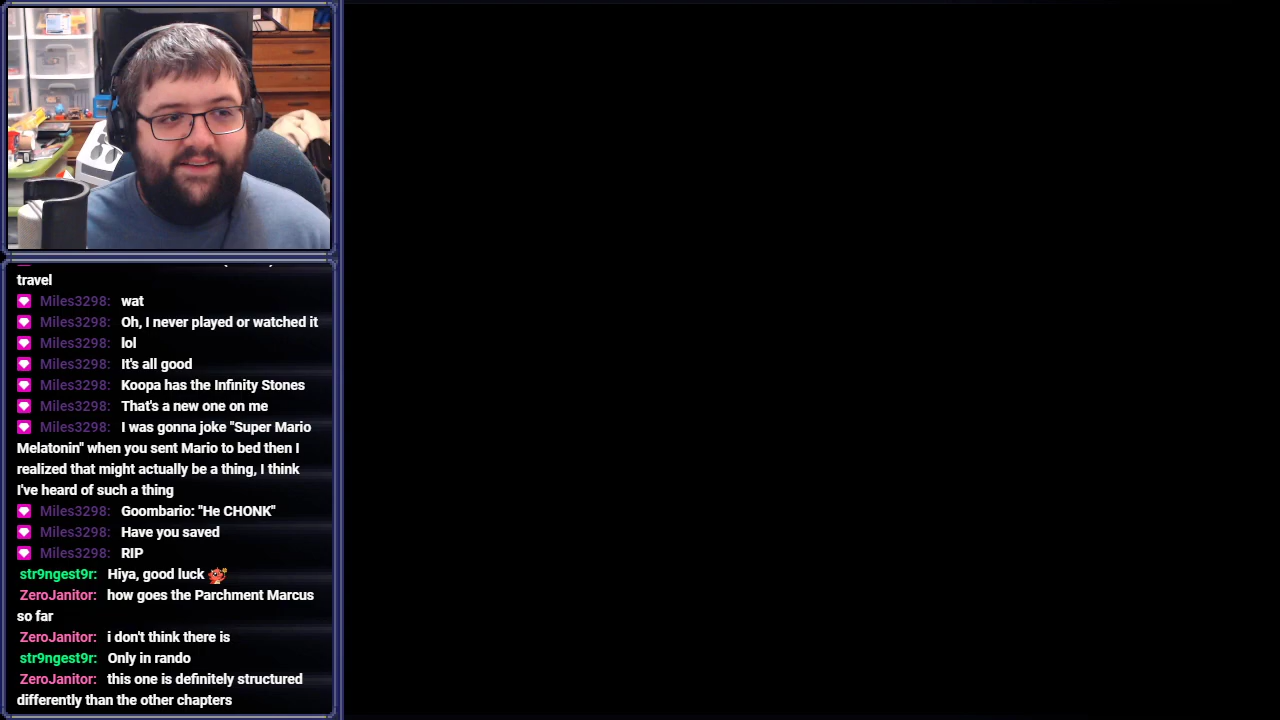 travel
Miles3298: wat
Miles3298: Oh, I never played or watched it
Miles3298: lol
Miles3298: It's all good
Miles3298: Koopa has the Infinity Stones
Miles3298: That's a new one on me
Miles3298: I was gonna joke "Super Mario
Melatonin" when you sent Mario to bed then I
realized that might actually be a thing, I think
I've heard of such a thing
Miles3298: Goombario: "He CHONK"
Miles3298: Have you saved
Miles3298: RIP
str9ngest9r: Hiya, good luck
ZeroJanitor: how goes the Parchment Marcus
so far
ZeroJanitor: i don't think there is
str9ngest9r: Only in rando
ZeroJanitor: this one is definitely structured
differently than the other chapters